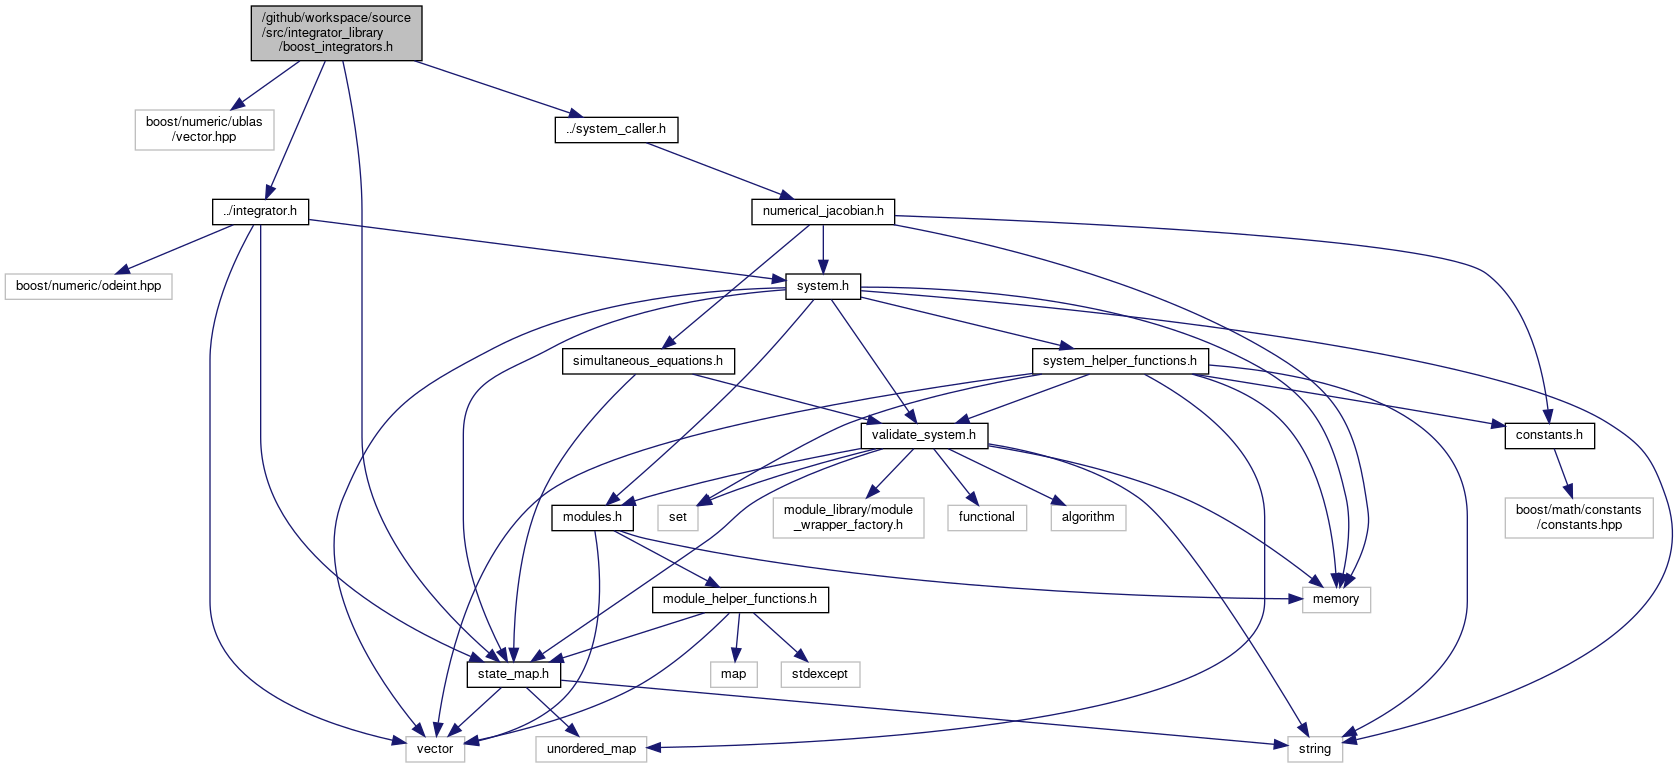 /github/workspace/source
/src/integrator_library
/boost_integrators.h
boost/numeric/ublas
/vector.hpp
../system_caller.h
../integrator.h
numerical_jacobian.h
boost/numeric/odeint.hpp
system.h
simultaneous_equations.h
system_helper_functions.h
validate_system.h
constants.h
modules.h
set
module_library/module
_wrapper_factory.h
functional
algorithm
boost/math/constants
/constants.hpp
module_helper_functions.h
memory
state_map.h
map
stdexcept
vector
unordered_map
string